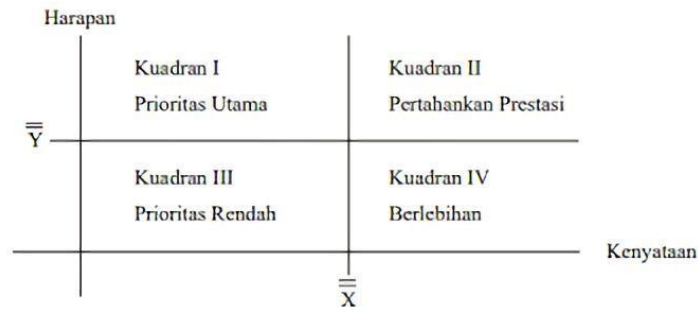 Harapan
Kuadran I
Prioritas Utama
Kuadran II
Pertahankan Prestasi
Y
Kuadran III
Prioritas Rendah
Kuadran IV
Berlebihan
Kenyataan
X